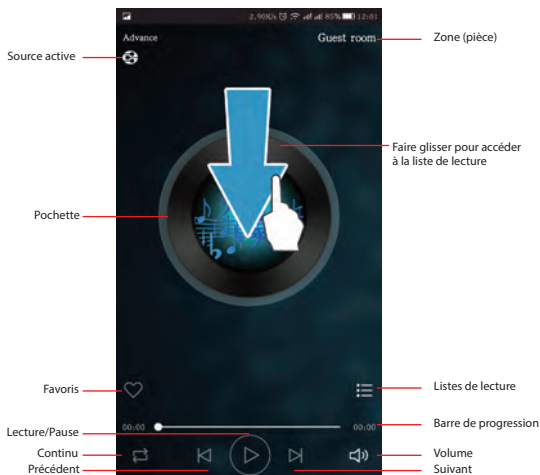 2.90K/s 85% 12:01
Advance Guest room Zone (pièce)
Source active
Faire glisser pour accéder
à la liste de lecture
Pochette
Favoris Listes de lecture
00:00 00:00 Barre de progression
Lecture/Pause
Continu Volume
Précédent Suivant